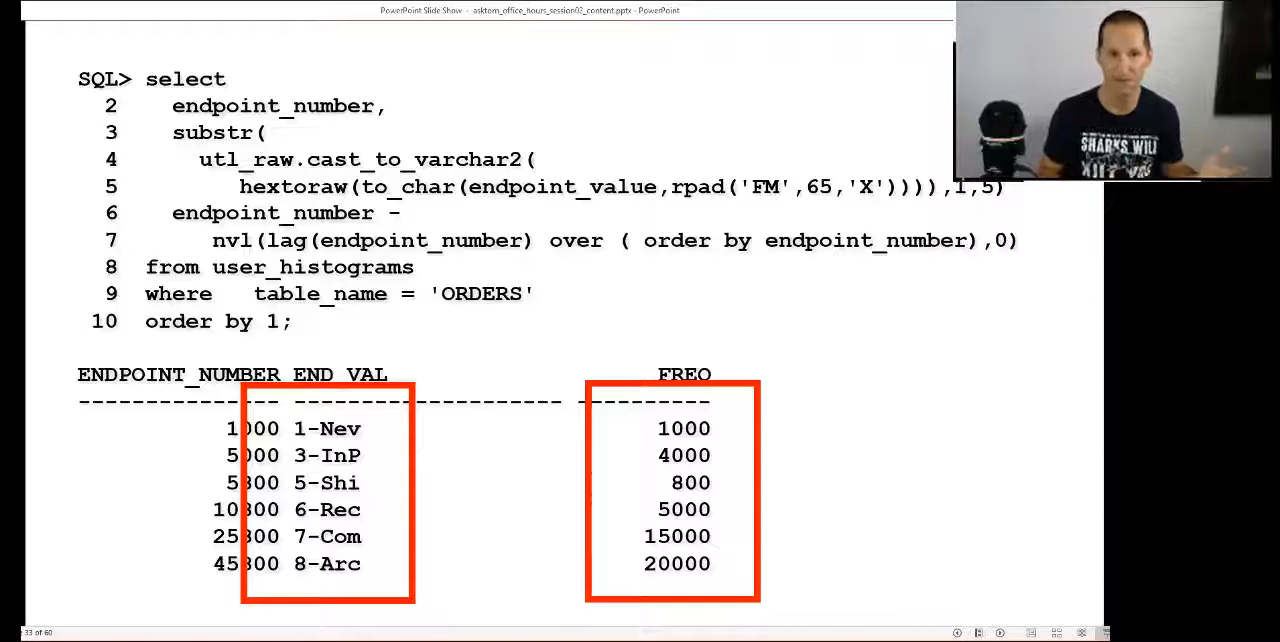 PowerPoint Slide Show - asktom_office_hours_session02_content.pptx - PowerPoint
SQL> select
2 endpoint_number,
3 substr(
4 utl_raw.cast_to_varchar2(
5 hextoraw(to_char(endpoint_value,rpad('FM',65,'X')))),1,5)
6 endpoint_number -
7 nvl(lag(endpoint_number) over ( order by endpoint_number),0)
8 from user_histograms
9 where table_name = 'ORDERS'
10 order by 1;
ENDPOINT_NUMBER END_VAL FREQ
--------------- -------------------- ----------
1000 1-Nev 1000
5000 3-InP 4000
5800 5-Shi 800
10800 6-Rec 5000
25800 7-Com 15000
45800 8-Arc 20000
SHARKS WILL
33 of 60